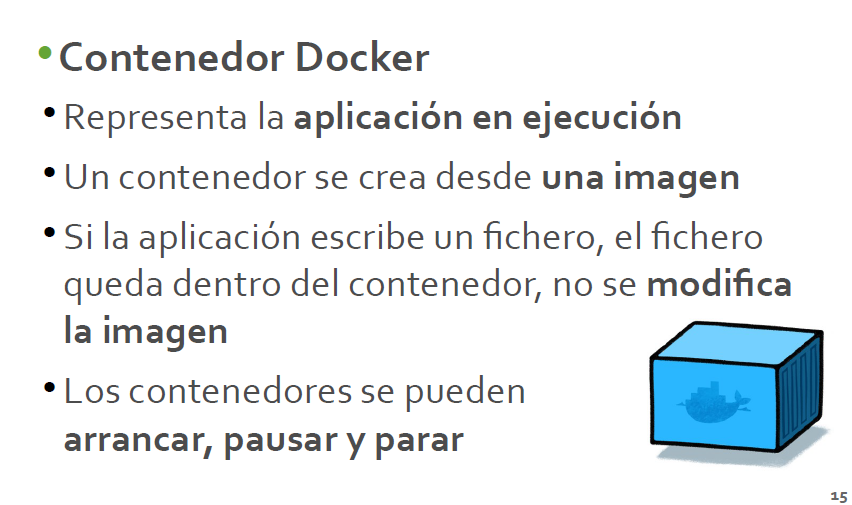 • Contenedor Docker
• Representa la aplicación en ejecución
• Un contenedor se crea desde una imagen
• Si la aplicación escribe un fichero, el fichero
queda dentro del contenedor, no se modifica
la imagen
• Los contenedores se pueden
arrancar, pausar y parar
15